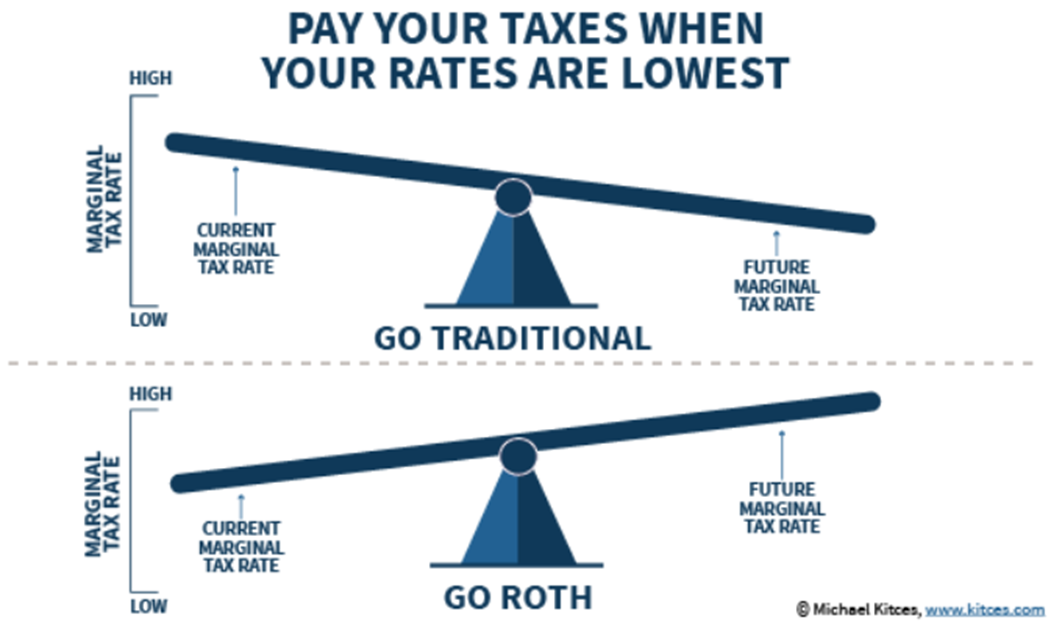 PAY YOUR TAXES WHEN
YOUR RATES ARE LOWEST
HIGH
MARGINAL
TAX RATE
CURRENT
MARGINAL
TAX RATE
FUTURE
MARGINAL
TAX RATE
LOW
GO TRADITIONAL
HIGH
MARGINAL
TAX RATE
CURRENT
MARGINAL
TAX RATE
FUTURE
MARGINAL
TAX RATE
LOW
GO ROTH
© Michael Kitces, www.kitces.com